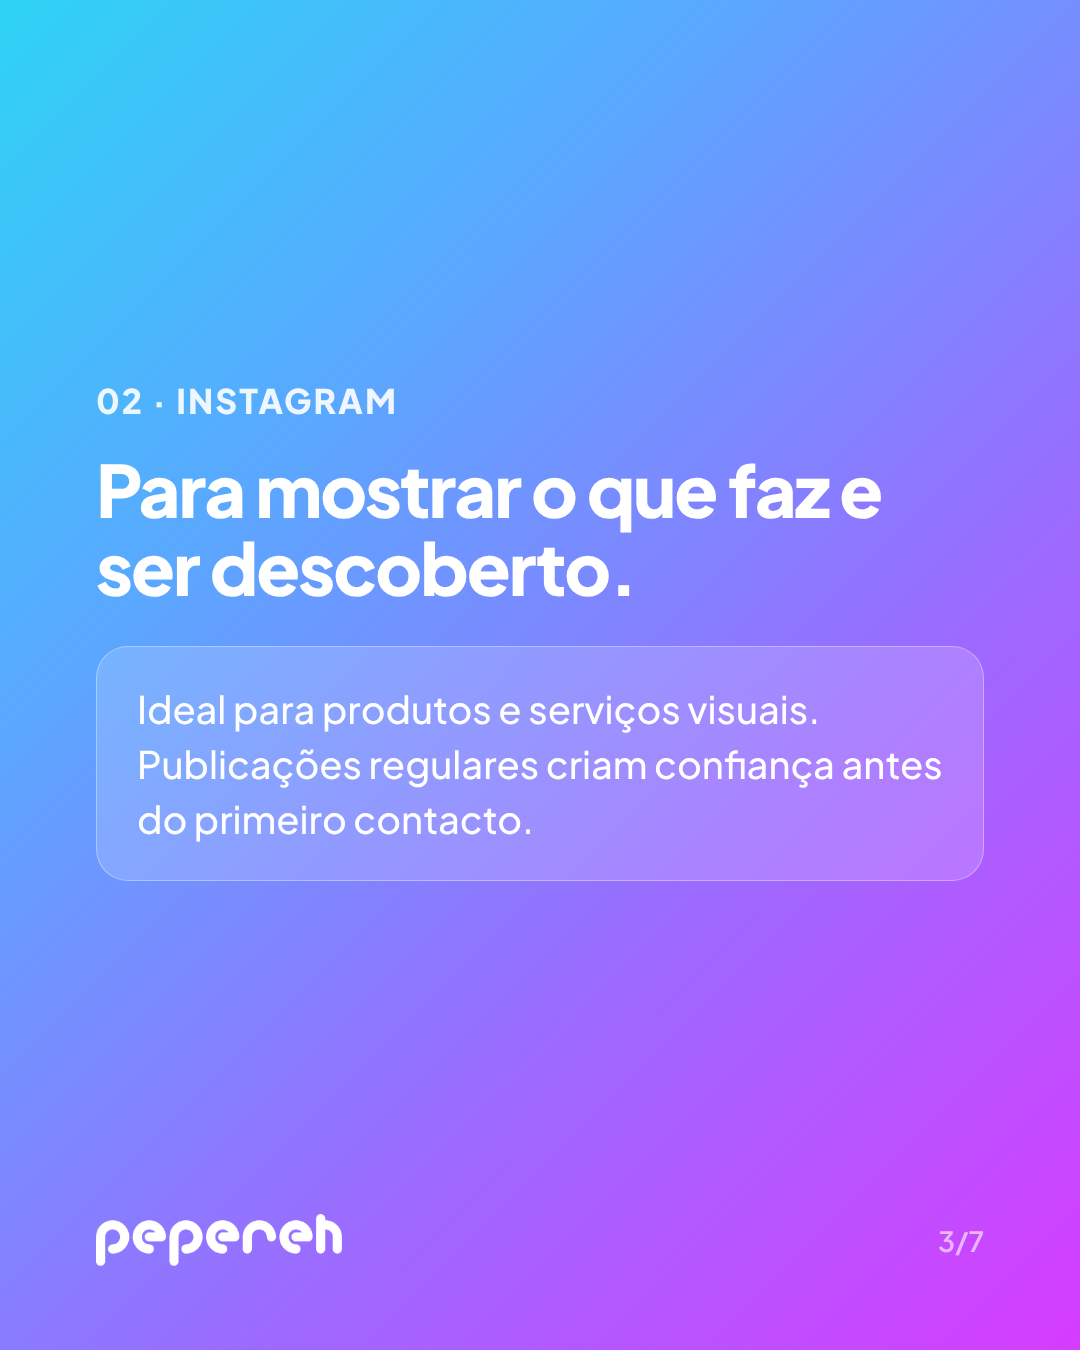 02 · INSTAGRAM
Para mostrar o que faz e
ser descoberto.
Ideal para produtos e serviços visuais.
Publicações regulares criam confiança antes
do primeiro contacto.
pepereh
3/7